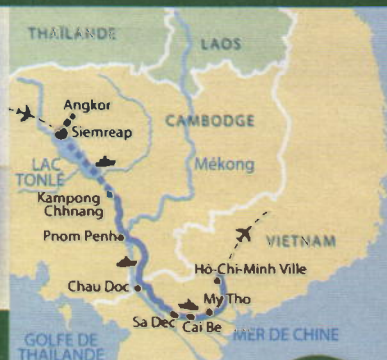 THAÏLANDE
LAOS
Angkor
Siemreap
CAMBODGE
LAC
TONLÉ
Mékong
Kampong
Chhnang
Pnom Penh
VIETNAM
Hô-Chi-Minh Ville
Chau Doc
My Tho
Sa Dec
Cai Be
MER DE CHINE
GOLFE DE
THAÏLANDE